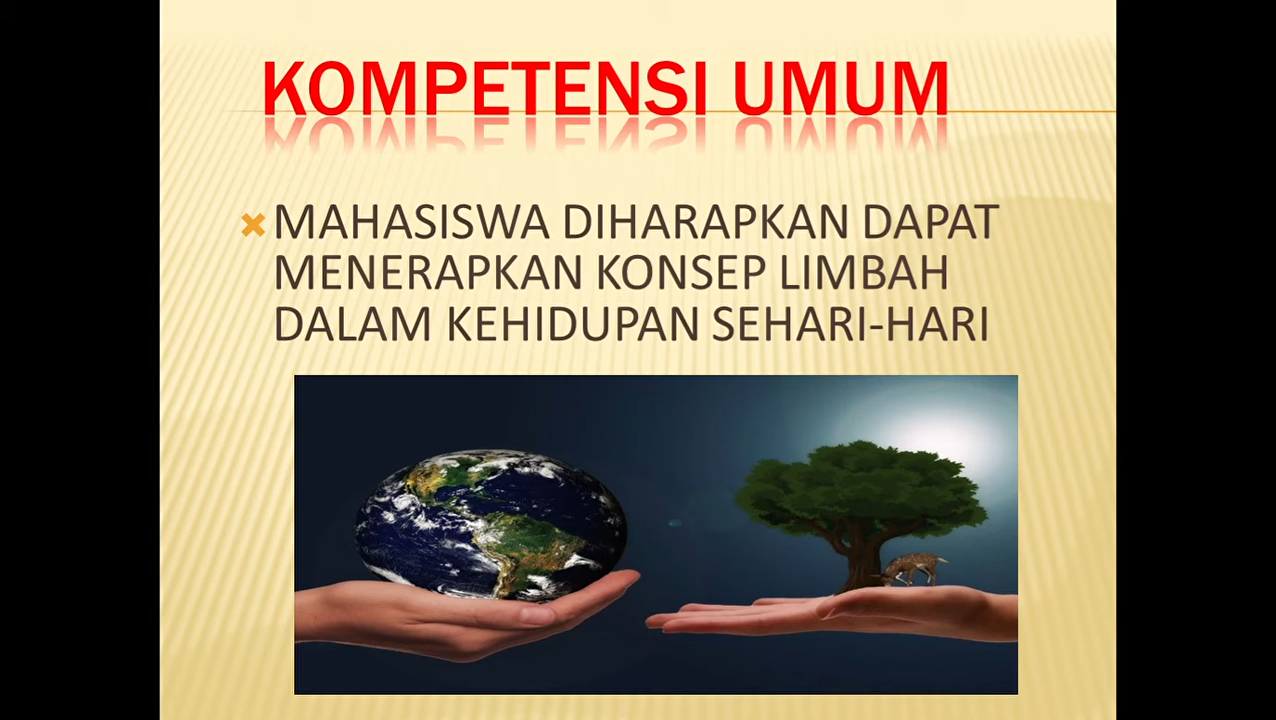 KOMPETENSI UMUM
MAHASISWA DIHARAPKAN DAPAT
MENERAPKAN KONSEP LIMBAH
DALAM KEHIDUPAN SEHARI-HARI